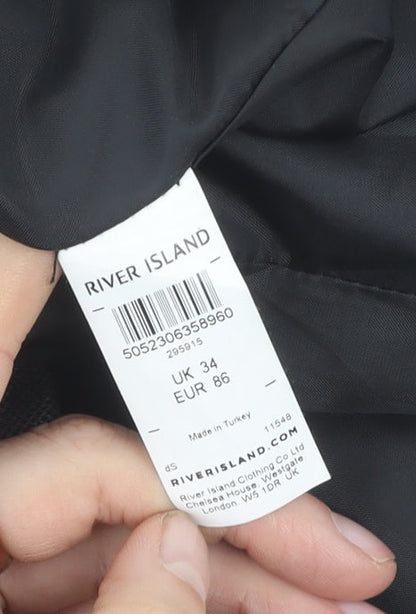 RIVER ISLAND
5052306358960
295915
UK 34
EUR 86
Made in Turkey
dS 11548
RIVERISLAND.COM
River Island Clothing Co Ltd
Chelsea House, Westgate
London W5 1DR UK